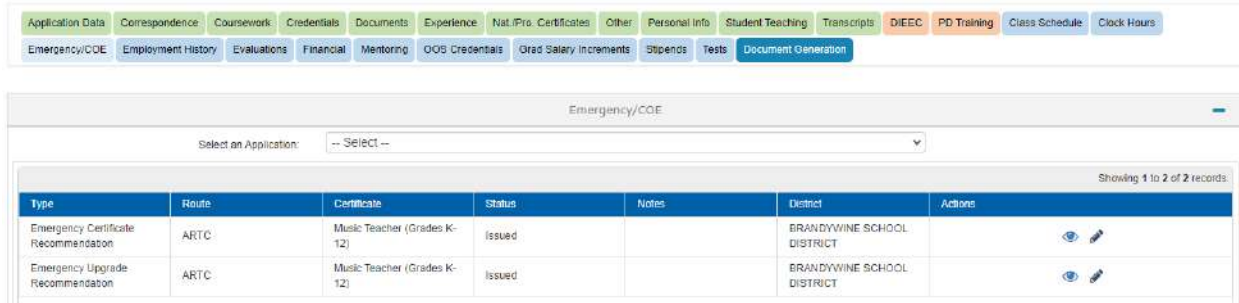 Application Data Correspondence Coursework Credentials Documents Experience Nat./Pro. Certificates Other Personal Info Student Teaching Transcripts DIEEC PD Training Class Schedule Clock Hours
Emergency/COE Employment History Evaluations Financial Mentoring OOS Credentials Grad Salary Increments Stipends Tests Document Generation
Emergency/COE
Select an Application: -- Select --
Showing 1 to 2 of 2 records.
Type Route Certificate Status Notes District Actions
Emergency Certificate Music Teacher (Grades K- BRANDYWINE SCHOOL
Recommendation ARTC 12) Issued DISTRICT
Emergency Upgrade Music Teacher (Grades K- BRANDYWINE SCHOOL
Recommendation ARTC 12) Issued DISTRICT